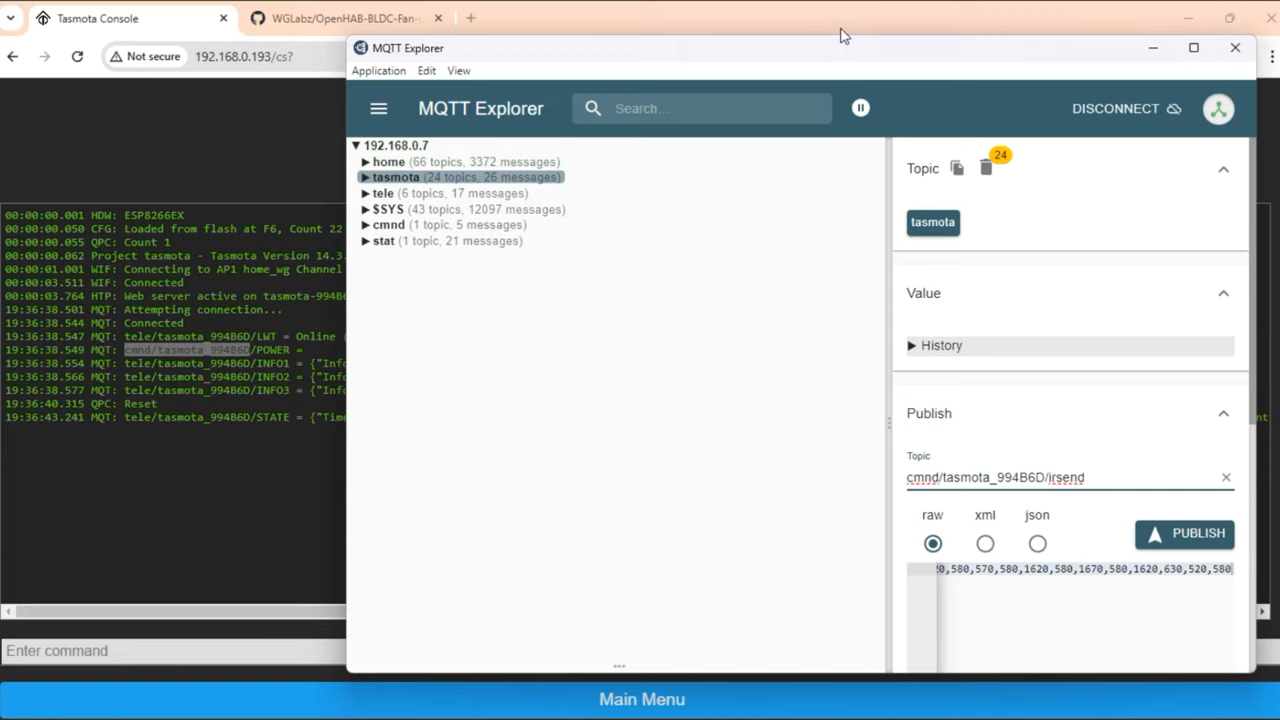 Tasmota Console
WGLabz/OpenHAB-BLDC-Fan-
Not secure
192.168.0.193/cs?
MQTT Explorer
Application Edit View
MQTT Explorer
Search...
DISCONNECT
192.168.0.7
home (66 topics, 3372 messages)
tasmota (24 topics, 26 messages)
tele (6 topics, 17 messages)
$SYS (43 topics, 12097 messages)
cmnd (1 topic, 5 messages)
stat (1 topic, 21 messages)
Topic
24
tasmota
Value
History
Publish
Topic
cmnd/tasmota_994B6D/irsend
raw
xml
json
PUBLISH
20,580,570,580,1620,580,1670,580,1620,630,520,580
00:00:00.001 HDW: ESP8266EX
00:00:00.050 CFG: Loaded from flash at F6, Count 22
00:00:00.055 QPC: Count 1
00:00:00.062 Project tasmota - Tasmota Version 14.3.
00:00:01.001 WIF: Connecting to AP1 home_wg Channel
00:00:03.511 WIF: Connected
00:00:03.764 HTP: Web server active on tasmota-994B6
19:36:38.501 MQT: Attempting connection...
19:36:38.544 MQT: Connected
19:36:38.547 MQT: tele/tasmota_994B6D/LWT = Online (
19:36:38.549 MQT: cmnd/tasmota_994B6D/POWER =
19:36:38.554 MQT: tele/tasmota_994B6D/INFO1 = {"Info
19:36:38.566 MQT: tele/tasmota_994B6D/INFO2 = {"Info
19:36:38.577 MQT: tele/tasmota_994B6D/INFO3 = {"Info
19:36:40.315 QPC: Reset
19:36:43.241 MQT: tele/tasmota_994B6D/STATE = {"Time
Enter command
Main Menu